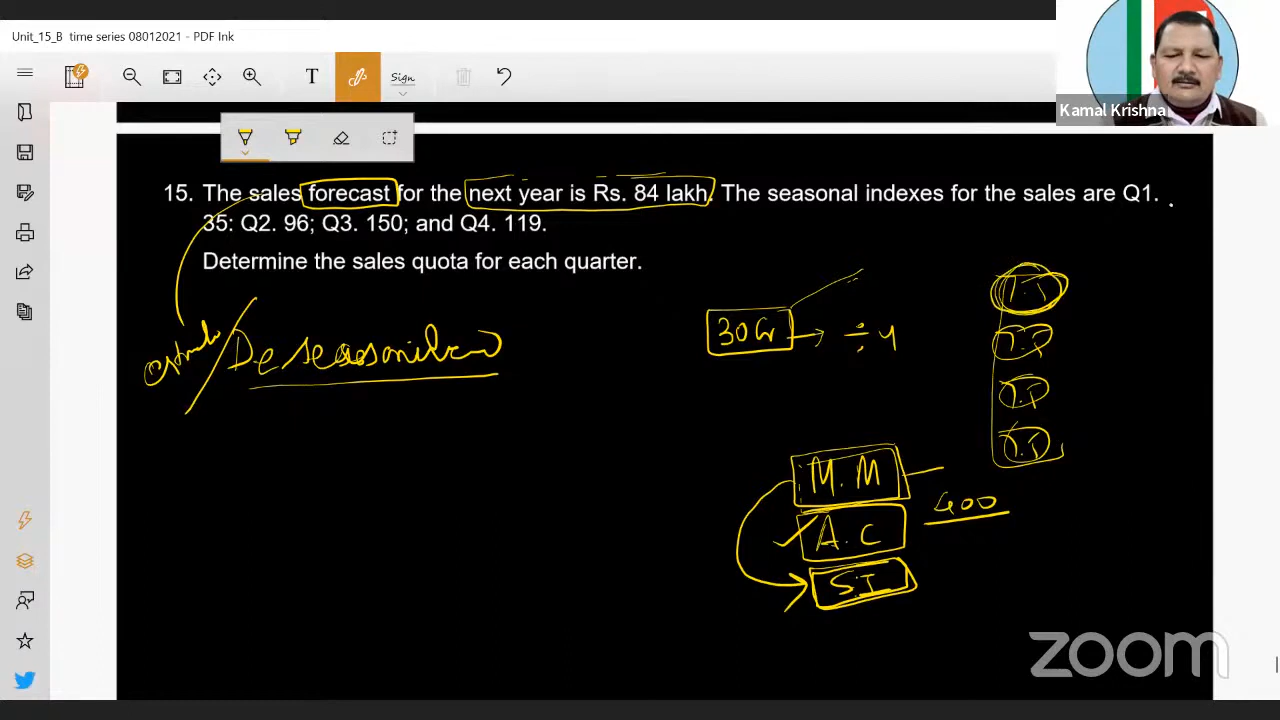 Unit_15_B time series 08012021 - PDF Ink
T
Sign
Kamal Krishna
15. The sales forecast for the next year is Rs. 84 lakh. The seasonal indexes for the sales are Q1.
35: Q2. 96; Q3. 150; and Q4. 119.
Determine the sales quota for each quarter.
30 Cr → ÷ 4
M.M
400
A.C
S.I
zoom